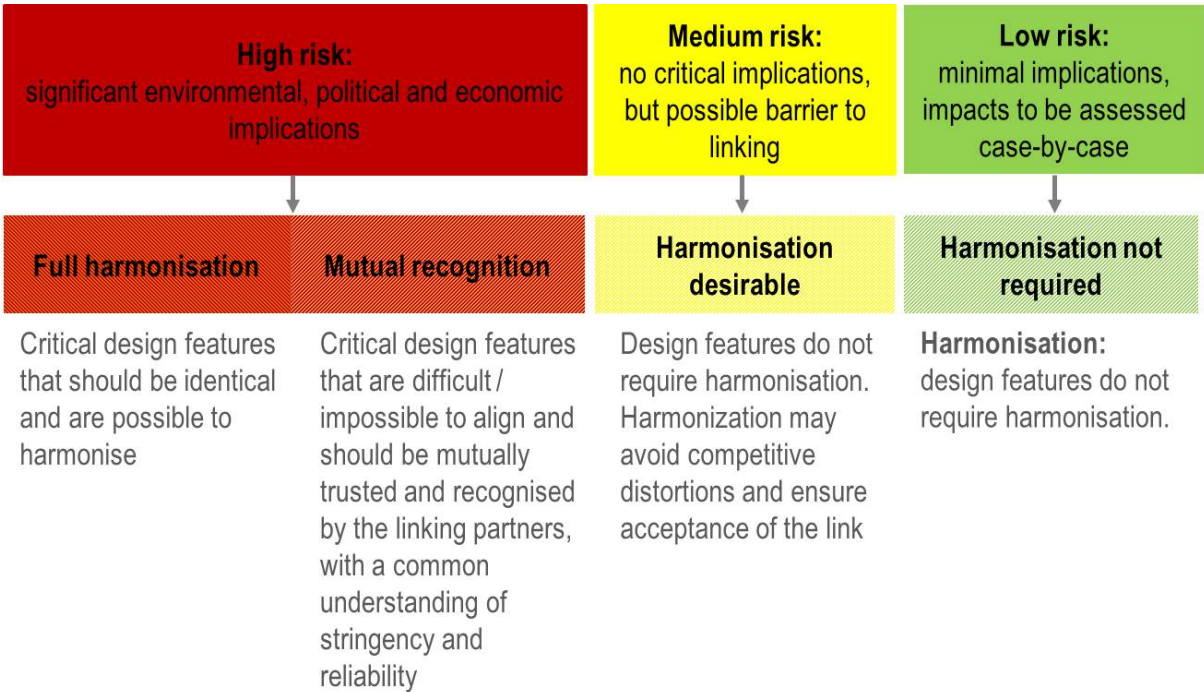 High risk:
significant environmental, political and economic
implications
Medium risk:
no critical implications,
but possible barrier to
linking
Low risk:
minimal implications,
impacts to be assessed
case-by-case
Full harmonisation
Mutual recognition
Harmonisation
desirable
Harmonisation not
required
Critical design features
that should be identical
and are possible to
harmonise
Critical design features
that are difficult /
impossible to align and
should be mutually
trusted and recognised
by the linking partners,
with a common
understanding of
stringency and
reliability
Design features do not
require harmonisation.
Harmonization may
avoid competitive
distortions and ensure
acceptance of the link
Harmonisation:
design features do not
require harmonisation.